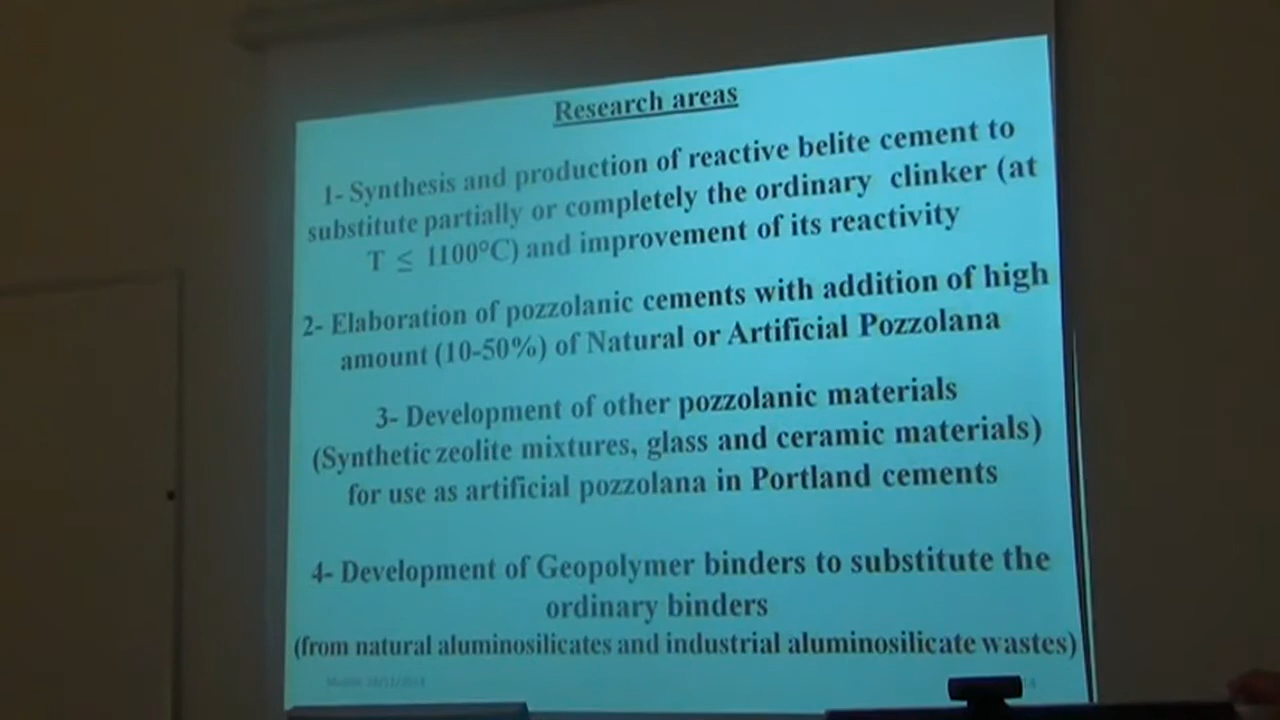 Research areas
1- Synthesis and production of reactive belite cement to
substitute partially or completely the ordinary clinker (at
T ≤ 1100°C) and improvement of its reactivity
2- Elaboration of pozzolanic cements with addition of high
amount (10-50%) of Natural or Artificial Pozzolana
3- Development of other pozzolanic materials
(Synthetic zeolite mixtures, glass and ceramic materials)
for use as artificial pozzolana in Portland cements
4- Development of Geopolymer binders to substitute the
ordinary binders
(from natural aluminosilicates and industrial aluminosilicate wastes)